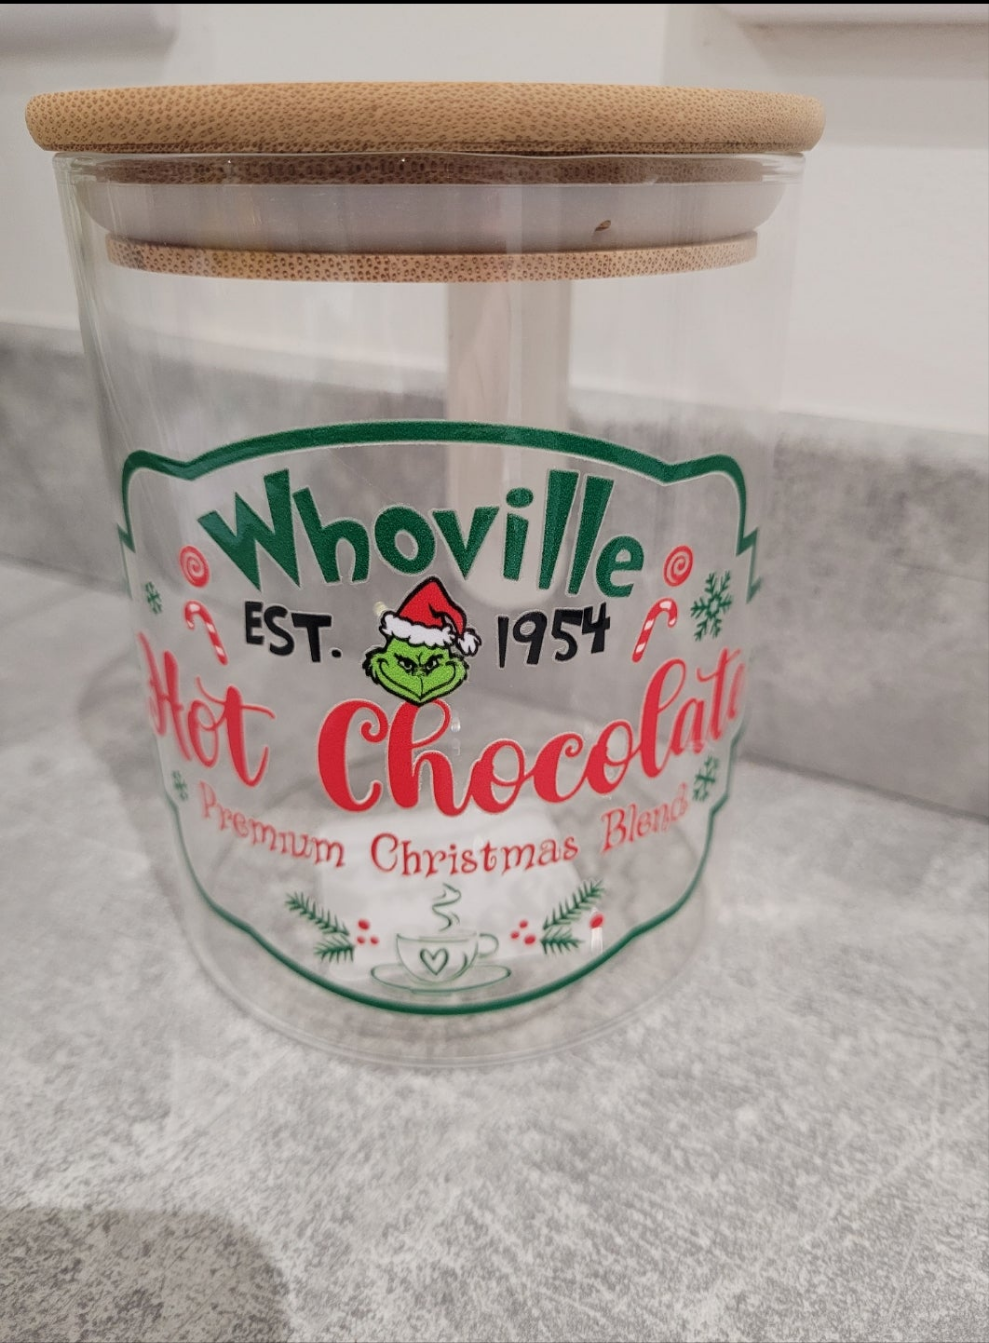 Whoville
EST. 1954
Hot Chocolate
Premium Christmas Blend